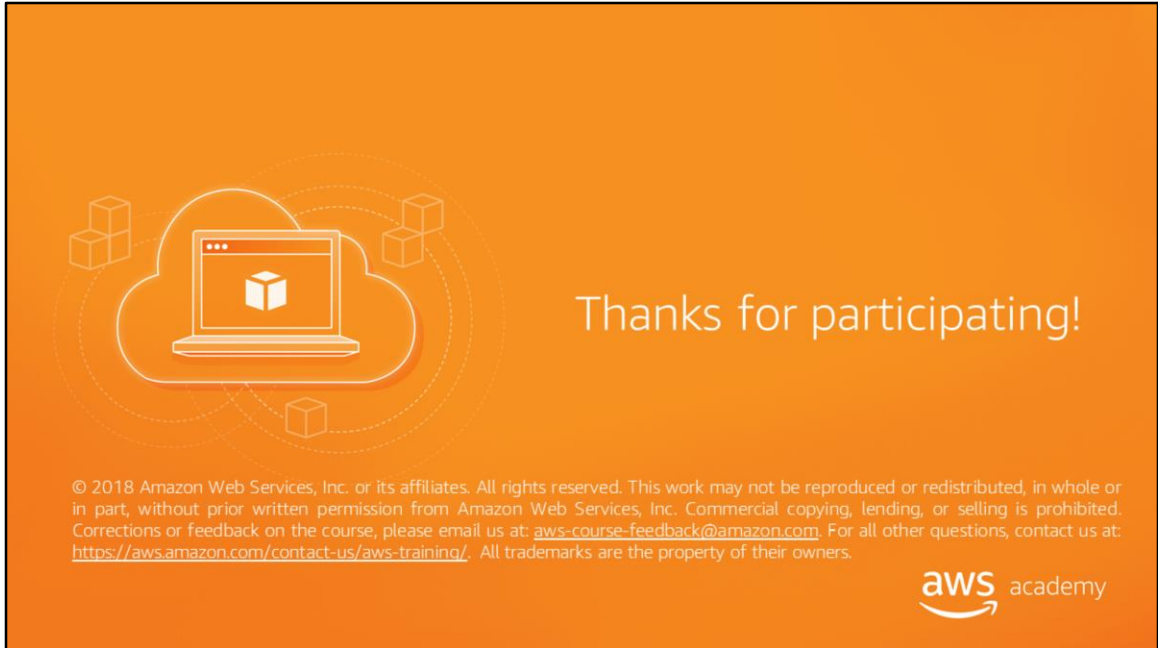 Thanks for participating!
© 2018 Amazon Web Services, Inc. or its affiliates. All rights reserved. This work may not be reproduced or redistributed, in whole or
in part, without prior written permission from Amazon Web Services, Inc. Commercial copying, lending, or selling is prohibited.
Corrections or feedback on the course, please email us at: aws-course-feedback@amazon.com. For all other questions, contact us at:
https://aws.amazon.com/contact-us/aws-training/. All trademarks are the property of their owners.
aws academy